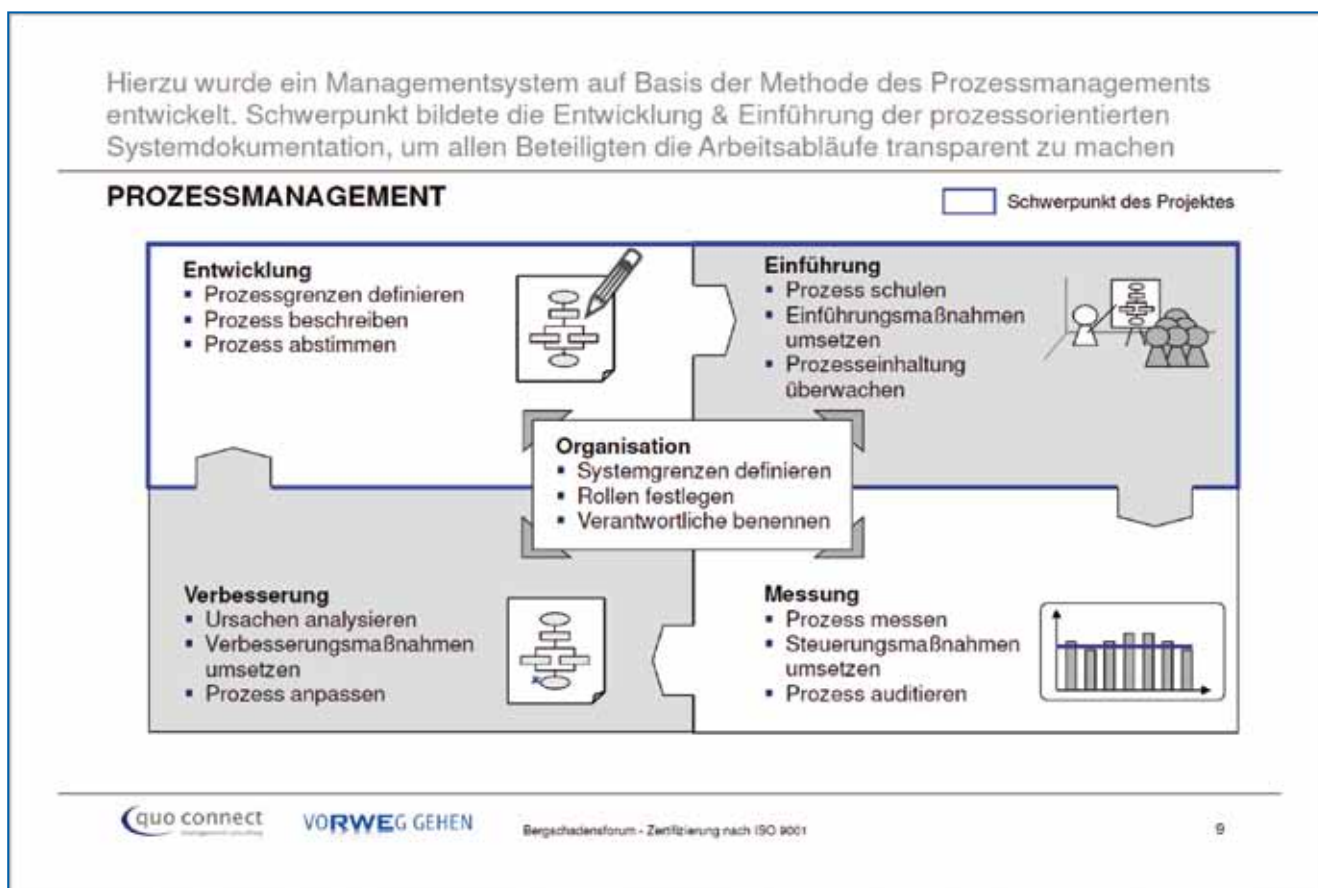 Hierzu wurde ein Managementsystem auf Basis der Methode des Prozessmanagements
entwickelt. Schwerpunkt bildete die Entwicklung & Einführung der prozessorientierten
Systemdokumentation, um allen Beteiligten die Arbeitsabläufe transparent zu machen
PROZESSMANAGEMENT
Schwerpunkt des Projektes
Entwicklung
▪ Prozessgrenzen definieren
▪ Prozess beschreiben
▪ Prozess abstimmen
Einführung
▪ Prozess schulen
▪ Einführungsmaßnahmen
umsetzen
▪ Prozesseinhaltung
überwachen
Organisation
▪ Systemgrenzen definieren
▪ Rollen festlegen
▪ Verantwortliche benennen
Verbesserung
▪ Ursachen analysieren
▪ Verbesserungsmaßnahmen
umsetzen
▪ Prozess anpassen
Messung
▪ Prozess messen
▪ Steuerungsmaßnahmen
umsetzen
▪ Prozess auditieren
quo connect
VORWEG GEHEN
Bergschadensforum - Zertifizierung nach ISO 9001
9